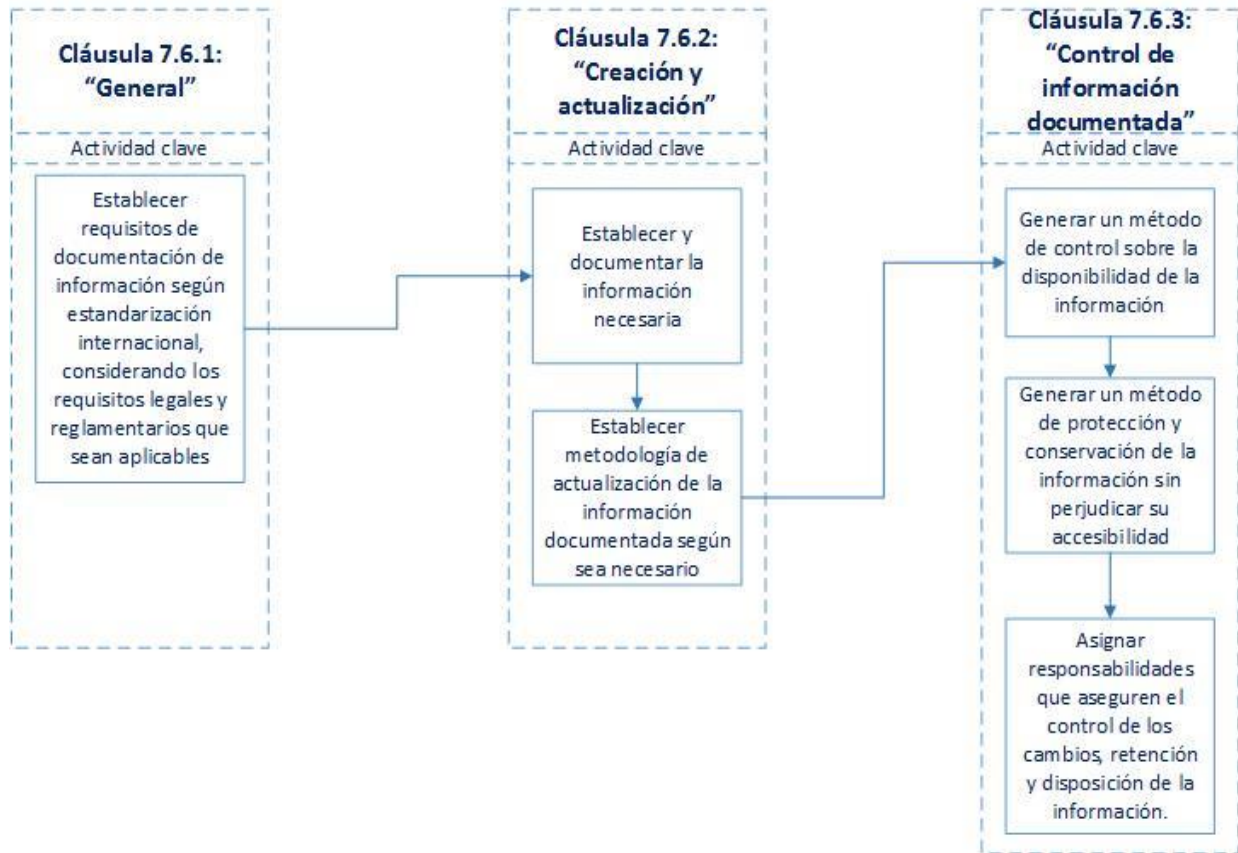 Cláusula 7.6.1:
“General”
Actividad clave
Establecer
requisitos de
documentación de
información según
estandarización
internacional,
considerando los
requisitos legales y
reglamentarios que
sean aplicables
Cláusula 7.6.2:
“Creación y
actualización”
Actividad clave
Establecer y
documentar la
información
necesaria
Establecer
metodología de
actualización de la
información
documentada según
sea necesario
Cláusula 7.6.3:
“Control de
información
documentada”
Actividad clave
Generar un método
de control sobre la
disponibilidad de la
información
Generar un método
de protección y
conservación de la
información sin
perjudicar su
accesibilidad
Asignar
responsabilidades
que aseguren el
control de los
cambios, retención
y disposición de la
información.